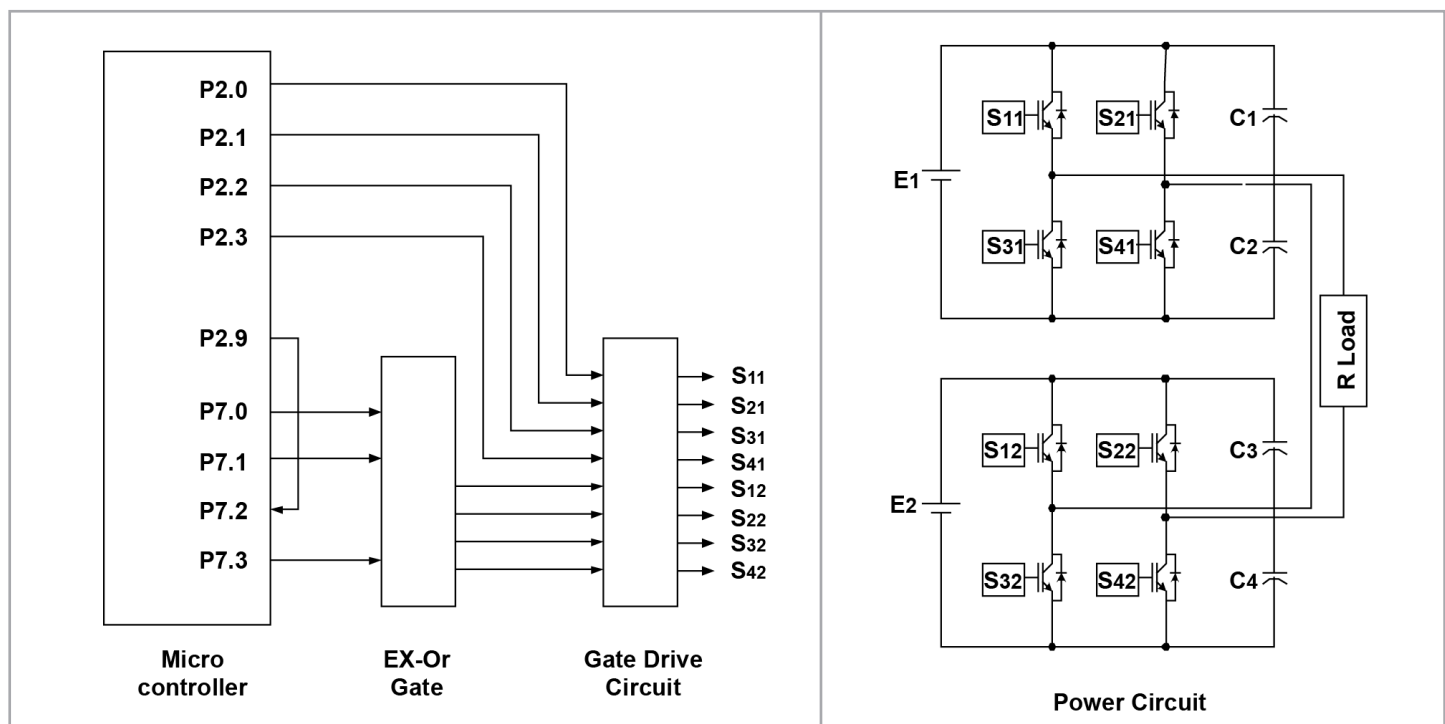 P2.0
P2.1
P2.2
P2.3
P2.9
P7.0
P7.1
P7.2
P7.3
Micro
controller
EX-Or
Gate
S11
S21
S31
S41
S12
S22
S32
S42
Gate Drive
Circuit
S11
S21
C1
E1
S31
S41
C2
R Load
S12
S22
C3
E2
S32
S42
C4
Power Circuit